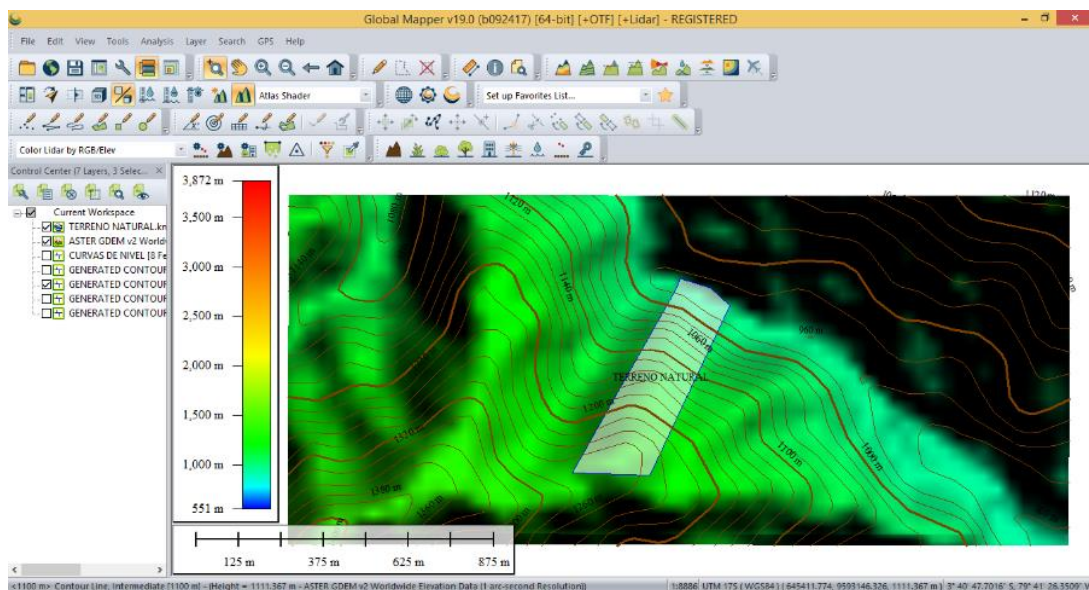 Global Mapper v19.0 (b092417) [64-bit] [+OTF] [+Lidar] - REGISTERED
File Edit View Tools Analysis Layer Search GPS Help
Atlas Shader
Set up Favorites List...
Color Lidar by RGB/Elev
Control Center (7 Layers, 3 Selec...
Current Workspace
TERRENO NATURAL.km
ASTER GDEM v2 Worldw
CURVAS DE NIVEL [8 Fe
GENERATED CONTOUR
GENERATED CONTOUR
GENERATED CONTOUR
GENERATED CONTOUR
3,872 m
3,500 m
3,000 m
2,500 m
2,000 m
1,500 m
1,000 m
551 m
1120 m
1140 m
960 m
1060 m
TERRENO NATURAL
1200 m
1320 m
1100 m
1000 m
1380 m
125 m 375 m 625 m 875 m
<1100 m> Contour Line, Intermediate [1100 m] - (Height = 1111.367 m - ASTER GDEM v2 Worldwide Elevation Data (1 arc-second Resolution))
1:8886 UTM 17S (WGS84) ( 645411.774, 9593146.326, 1111.367 m ) 3° 40' 47.7016" S, 79° 41' 26.3509" W